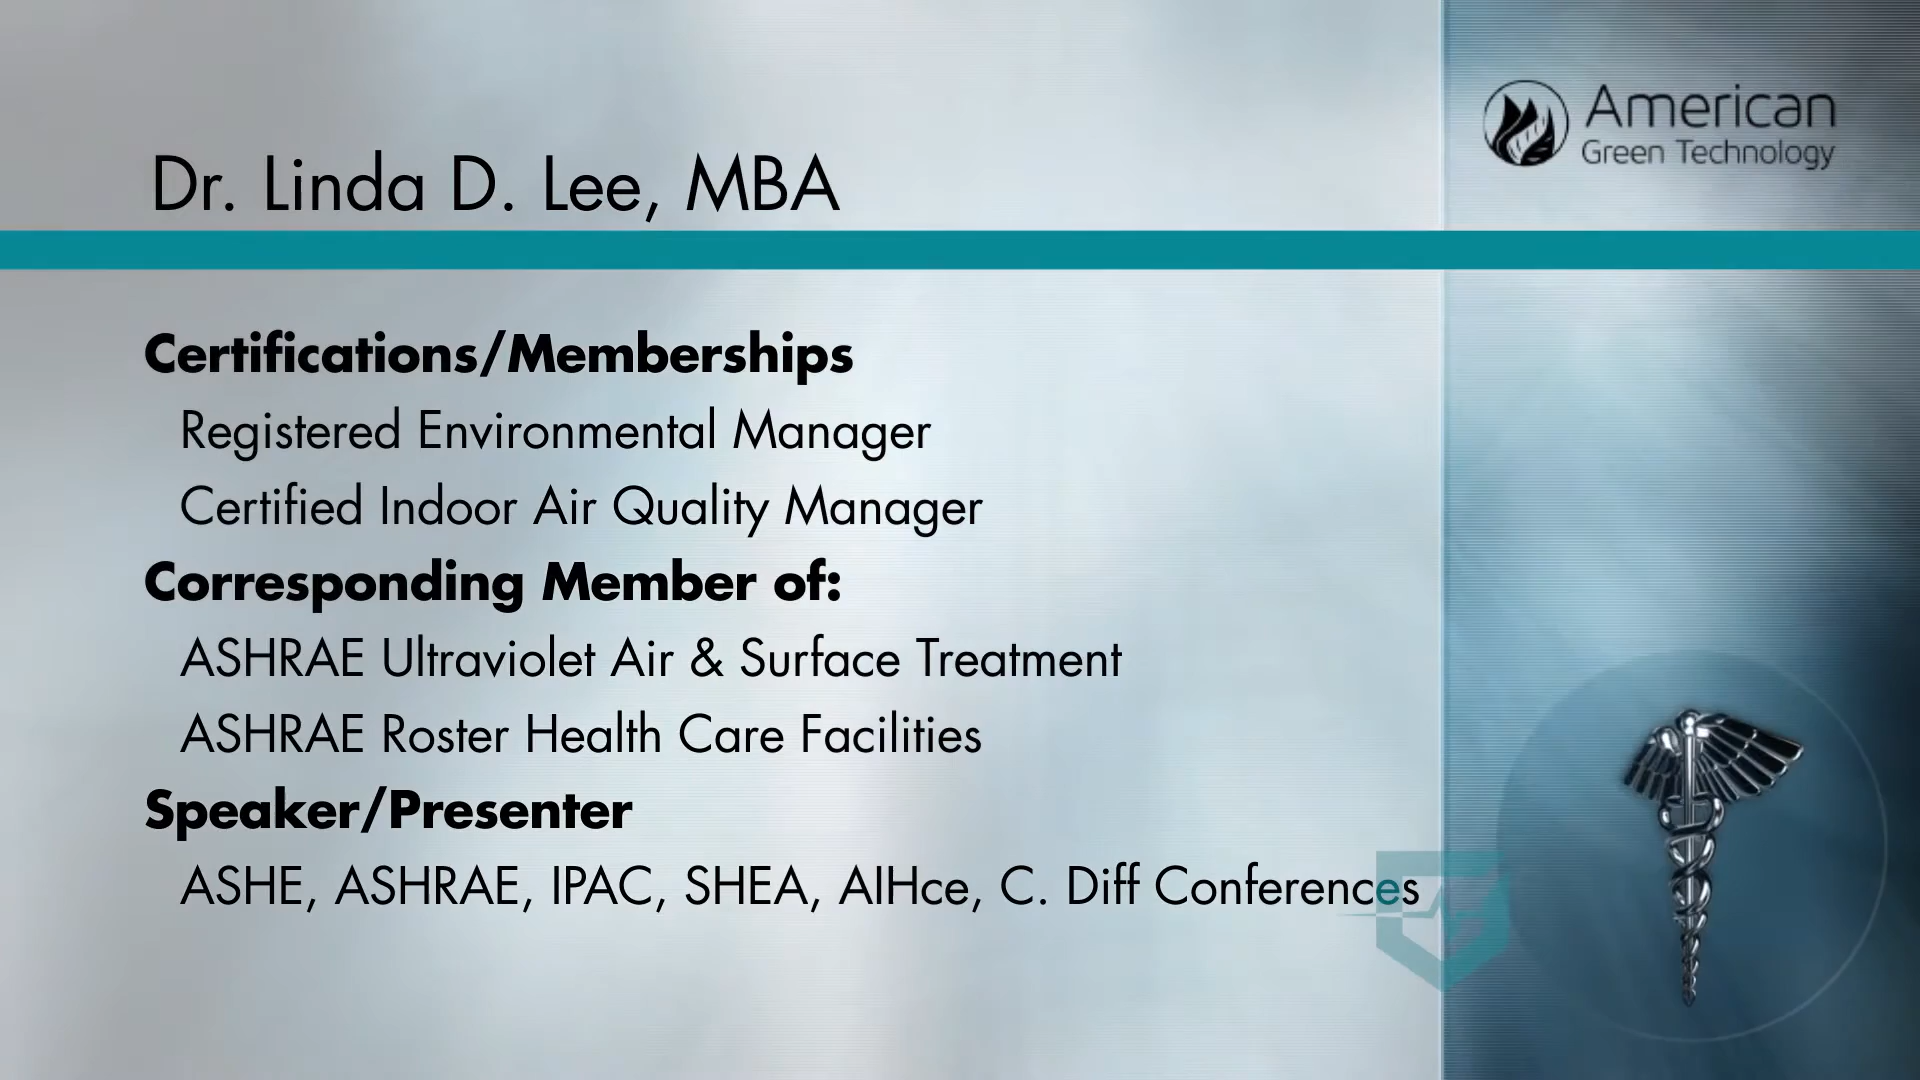 American
Green Technology
Dr. Linda D. Lee, MBA
Certifications/Memberships
Registered Environmental Manager
Certified Indoor Air Quality Manager
Corresponding Member of:
ASHRAE Ultraviolet Air & Surface Treatment
ASHRAE Roster Health Care Facilities
Speaker/Presenter
ASHE, ASHRAE, IPAC, SHEA, AIHce, C. Diff Conferences